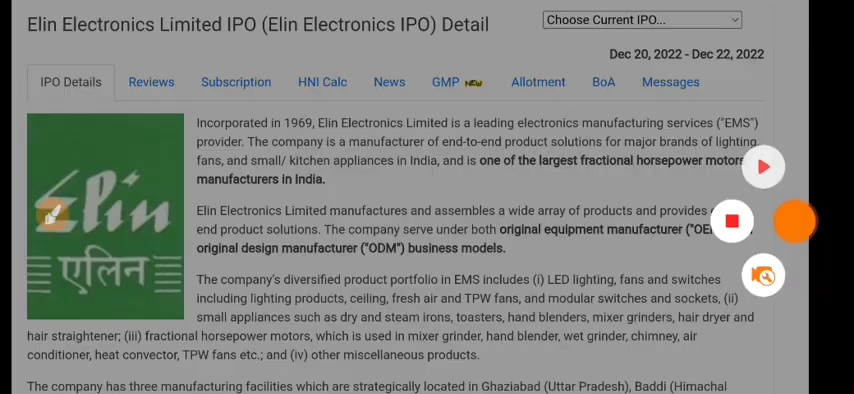 Elin Electronics Limited IPO (Elin Electronics IPO) Detail
Choose Current IPO...
Dec 20, 2022 - Dec 22, 2022
IPO Details Reviews Subscription HNI Calc News GMP NEW Allotment BoA Messages
Elin
एलिन
Incorporated in 1969, Elin Electronics Limited is a leading electronics manufacturing services ("EMS")
provider. The company is a manufacturer of end-to-end product solutions for major brands of lighting,
fans, and small/ kitchen appliances in India, and is one of the largest fractional horsepower motors
manufacturers in India.
Elin Electronics Limited manufactures and assembles a wide array of products and provides
end product solutions. The company serve under both original equipment manufacturer ("OE
original design manufacturer ("ODM") business models.
The company's diversified product portfolio in EMS includes (i) LED lighting, fans and switches
including lighting products, ceiling, fresh air and TPW fans, and modular switches and sockets, (ii)
small appliances such as dry and steam irons, toasters, hand blenders, mixer grinders, hair dryer and
hair straightener; (iii) fractional horsepower motors, which is used in mixer grinder, hand blender, wet grinder, chimney, air
conditioner, heat convector, TPW fans etc.; and (iv) other miscellaneous products.
The company has three manufacturing facilities which are strategically located in Ghaziabad (Uttar Pradesh), Baddi (Himachal